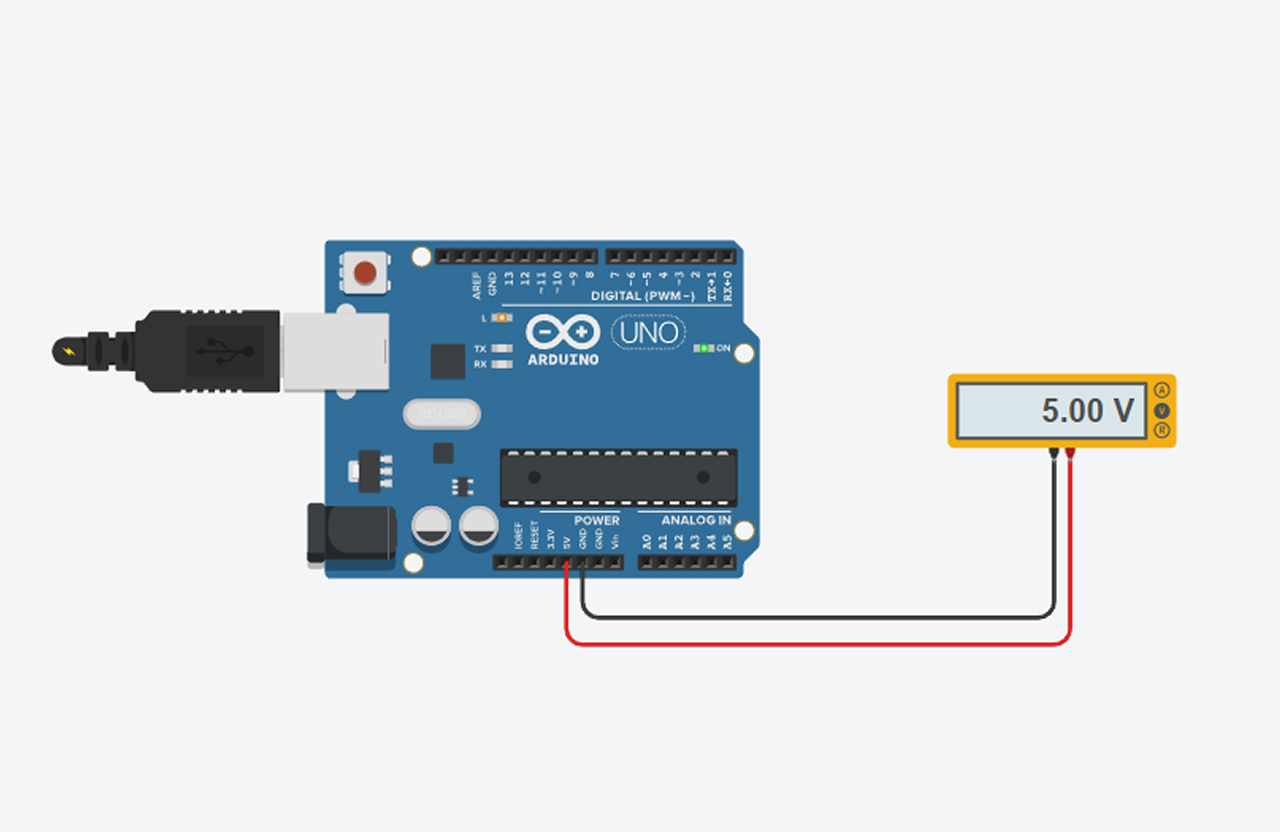 AREF
GND
13
12
~11
~10
~9
8
7
~6
~5
4
~3
2
TX→1
RX←0
DIGITAL (PWM~)
L
TX
RX
ARDUINO
UNO
ON
5.00 V
A
V
R
POWER
ANALOG IN
IOREF
RESET
3.3V
5V
GND
GND
Vin
A0
A1
A2
A3
A4
A5